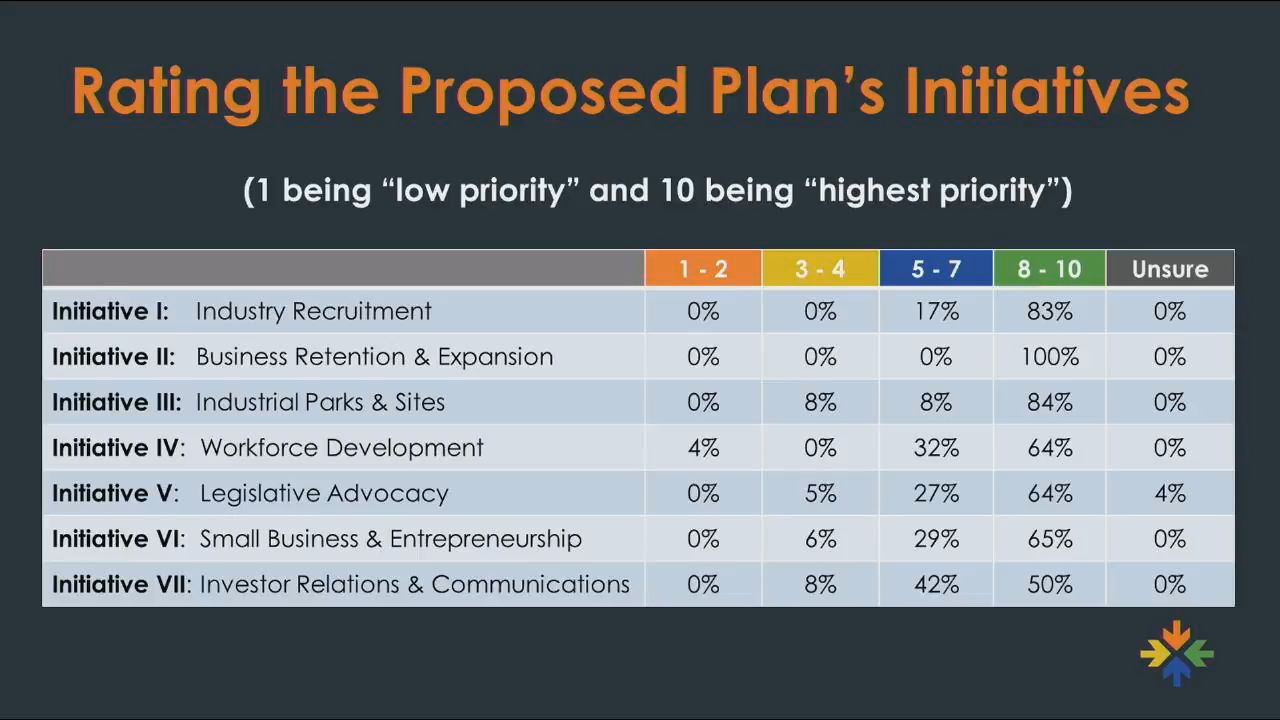 Rating the Proposed Plan’s Initiatives
(1 being “low priority” and 10 being “highest priority”)
1 - 2 3 - 4 5 - 7 8 - 10 Unsure
Initiative I: Industry Recruitment 0% 0% 17% 83% 0%
Initiative II: Business Retention & Expansion 0% 0% 0% 100% 0%
Initiative III: Industrial Parks & Sites 0% 8% 8% 84% 0%
Initiative IV: Workforce Development 4% 0% 32% 64% 0%
Initiative V: Legislative Advocacy 0% 5% 27% 64% 4%
Initiative VI: Small Business & Entrepreneurship 0% 6% 29% 65% 0%
Initiative VII: Investor Relations & Communications 0% 8% 42% 50% 0%